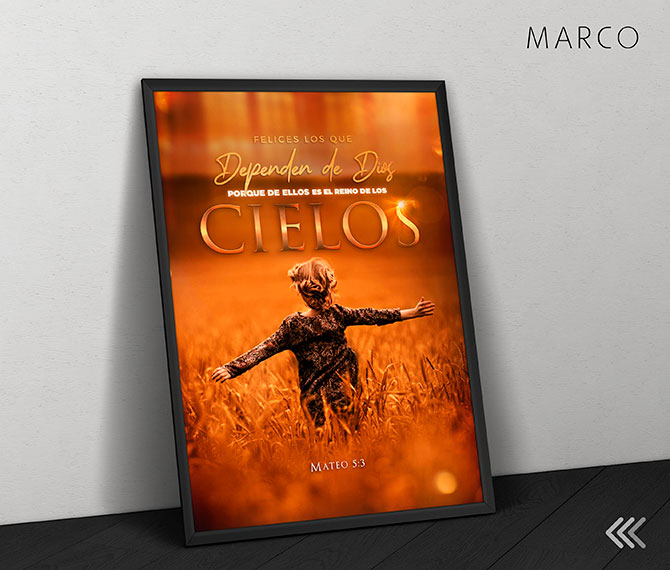 MARCO
FELICES LOS QUE
Dependen de Dios
PORQUE DE ELLOS ES EL REINO DE LOS
CIELOS
MATEO 5:3